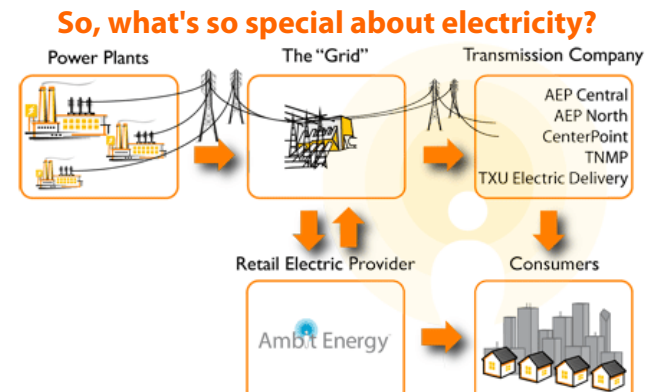 So, what's so special about electricity?
Power Plants
The “Grid”
Transmission Company
AEP Central
AEP North
CenterPoint
TNMP
TXU Electric Delivery
Retail Electric Provider
Consumers
Ambit Energy